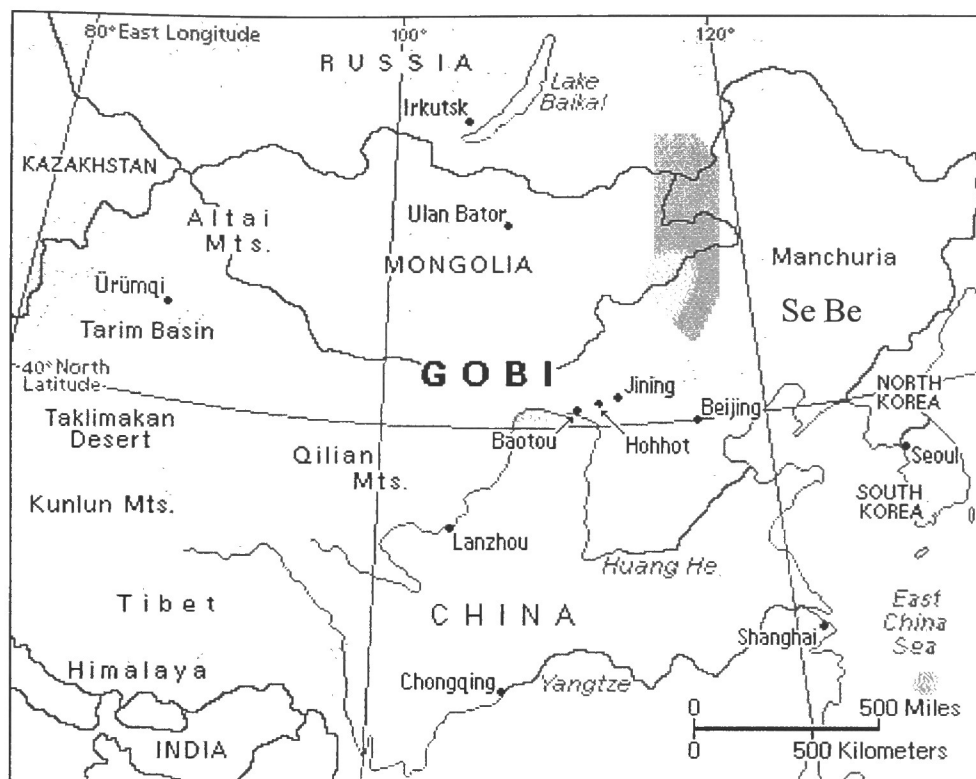 80° East Longitude
100°
120°
RUSSIA
Lake
Baikal
Irkutsk
KAZAKHSTAN
Altai
Mts.
Ulan Bator
MONGOLIA
Manchuria
Ürümqi
Se Be
Tarim Basin
40° North
Latitude
GOBI
Jining
NORTH
KOREA
Beijing
Taklimakan
Desert
Baotou
Hohhot
Qilian
Mts.
Seoul
Kunlun Mts.
SOUTH
KOREA
Lanzhou
Huang He
Tibet
CHINA
East
China
Sea
Shanghai
Himalaya
Chongqing
Yangtze
0 500 Miles
INDIA
0 500 Kilometers